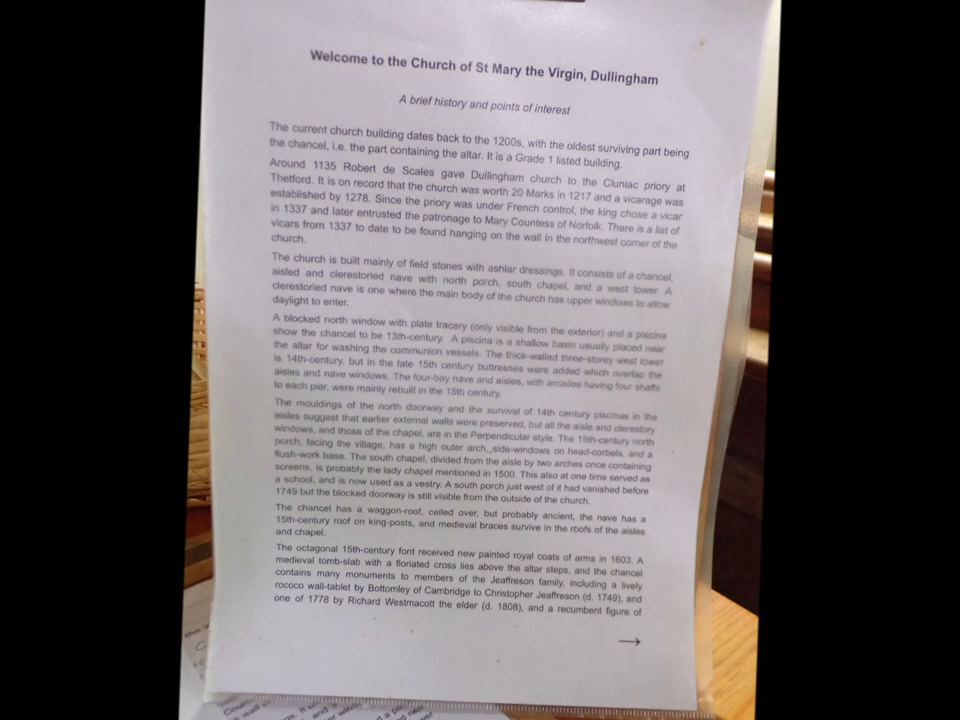 Welcome to the Church of St Mary the Virgin, Dullingham
A brief history and points of interest
The current church building dates back to the 1200s, with the oldest surviving part being
the chancel, i.e. the part containing the altar. It is a Grade 1 listed building.
Around 1135 Robert de Scales gave Dullingham church to the Cluniac priory at
Thetford. It is on record that the church was worth 20 Marks in 1217 and a vicarage was
established by 1278. Since the priory was under French control, the king chose a vicar
in 1337 and later entrusted the patronage to Mary Countess of Norfolk. There is a list of
vicars from 1337 to date to be found hanging on the wall in the northwest corner of the
church.
The church is built mainly of field stones with ashlar dressings. It consists of a chancel,
aisled and clerestoried nave with north porch, south chapel, and a west tower. A
clerestoried nave is one where the main body of the church has upper windows to allow
daylight to enter.
A blocked north window with plate tracery (only visible from the exterior) and a piscina
show the chancel to be 13th-century. A piscina is a shallow basin usually placed near
the altar for washing the communion vessels. The thick-walled three-storey west tower
is 14th-century, but in the late 15th century buttresses were added which overlap the
aisles and nave windows. The four-bay nave and aisles, with arcades having four shafts
to each pier, were mainly rebuilt in the 15th century.
The mouldings of the north doorway and the survival of 14th century piscinas in the
aisles suggest that earlier external walls were preserved, but all the aisle and clerestory
windows, and those of the chapel, are in the Perpendicular style. The 15th-century north
porch, facing the village, has a high outer arch, side-windows on head-corbels, and a
flush-work base. The south chapel, divided from the aisle by two arches once containing
screens, is probably the lady chapel mentioned in 1500. This also at one time served as
a school, and is now used as a vestry. A south porch just west of it had vanished before
1749 but the blocked doorway is still visible from the outside of the church.
The chancel has a waggon-roof, ceiled over, but probably ancient, the nave has a
15th-century roof on king-posts, and medieval braces survive in the roofs of the aisles
and chapel.
The octagonal 15th-century font received new painted royal coats of arms in 1603. A
medieval tomb-slab with a floriated cross lies above the altar steps, and the chancel
contains many monuments to members of the Jeaffreson family, including a lively
rococo wall-tablet by Bottomley of Cambridge to Christopher Jeaffreson (d. 1749), and
one of 1778 by Richard Westmacott the elder (d. 1808), and a recumbent figure of
→